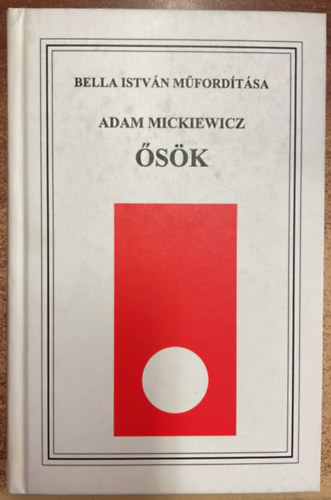 BELLA ISTVÁN MŰFORDÍTÁSA
ADAM MICKIEWICZ
ŐSÖK